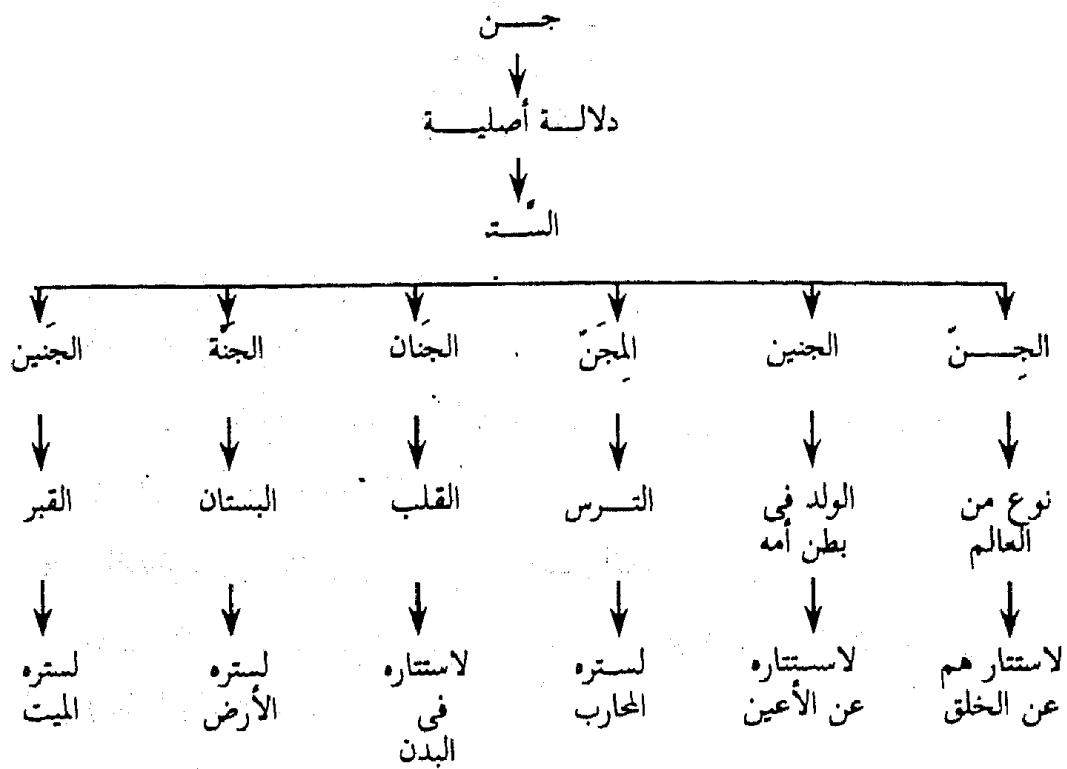 جـــن
دلالـــة أصليـــة
السَّـــتر
الجِـــنّ الجنين المِجَنّ الجَنان الجَنّة الجَنين
نوع من الولد فى التـــرس القلب البستان القبر
العالم بطن أمه
لاستتار هم لاســتتاره لســتره لاستتاره لستره لستره
عن الخلق عن الأعين المحارب فى الأرض الميت
البدن